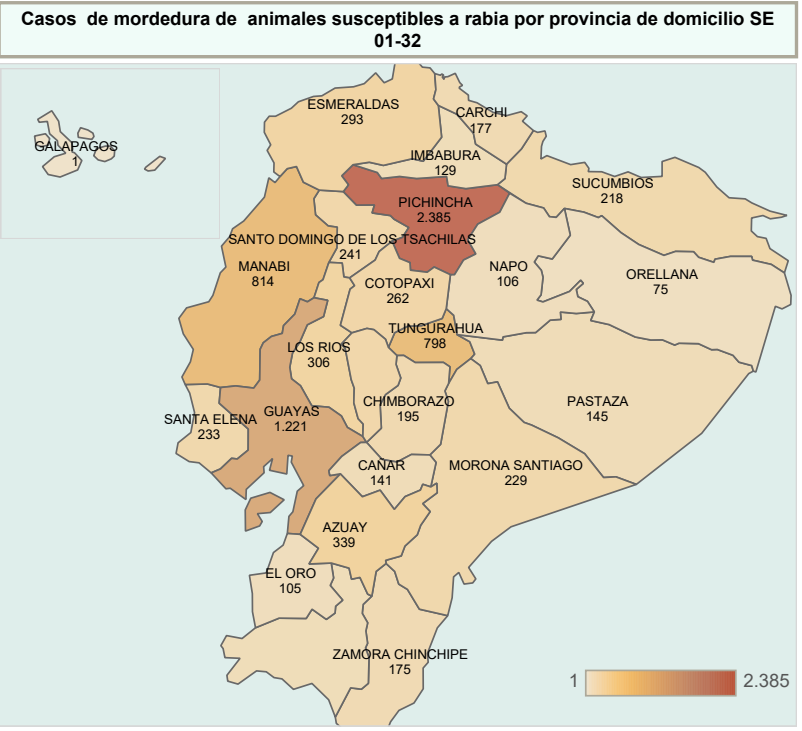 Casos de mordedura de animales susceptibles a rabia por provincia de domicilio SE
01-32
ESMERALDAS
293
CARCHI
177
GALAPAGOS
1
IMBABURA
129
SUCUMBIOS
218
PICHINCHA
2.385
SANTO DOMINGO DE LOS TSACHILAS
241
MANABI
814
NAPO
106
ORELLANA
75
COTOPAXI
262
TUNGURAHUA
798
LOS RIOS
306
CHIMBORAZO
195
PASTAZA
145
SANTA ELENA
233
GUAYAS
1.221
CAÑAR
141
MORONA SANTIAGO
229
AZUAY
339
EL ORO
105
ZAMORA CHINCHIPE
175
1
2.385